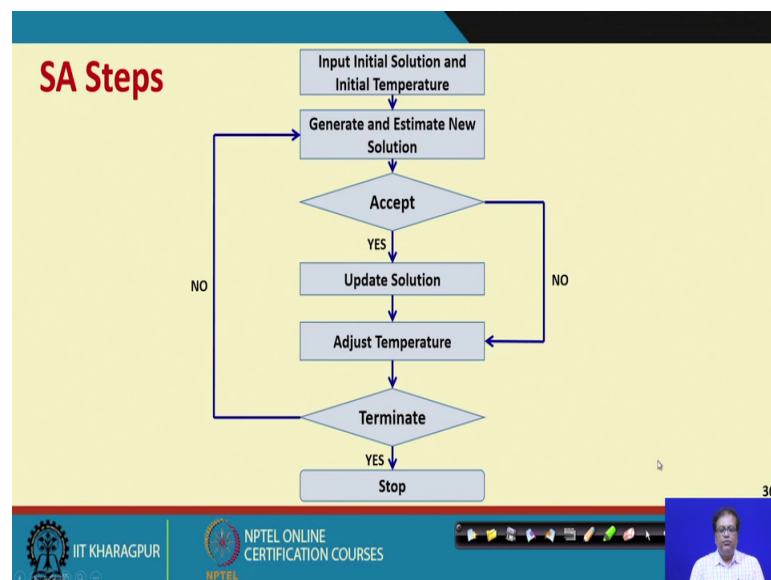 SA Steps
Input Initial Solution and
Initial Temperature
Generate and Estimate New
Solution
Accept
YES
NO
NO
Update Solution
Adjust Temperature
Terminate
YES
Stop
IIT KHARAGPUR
NPTEL ONLINE
CERTIFICATION COURSES
NPTEL